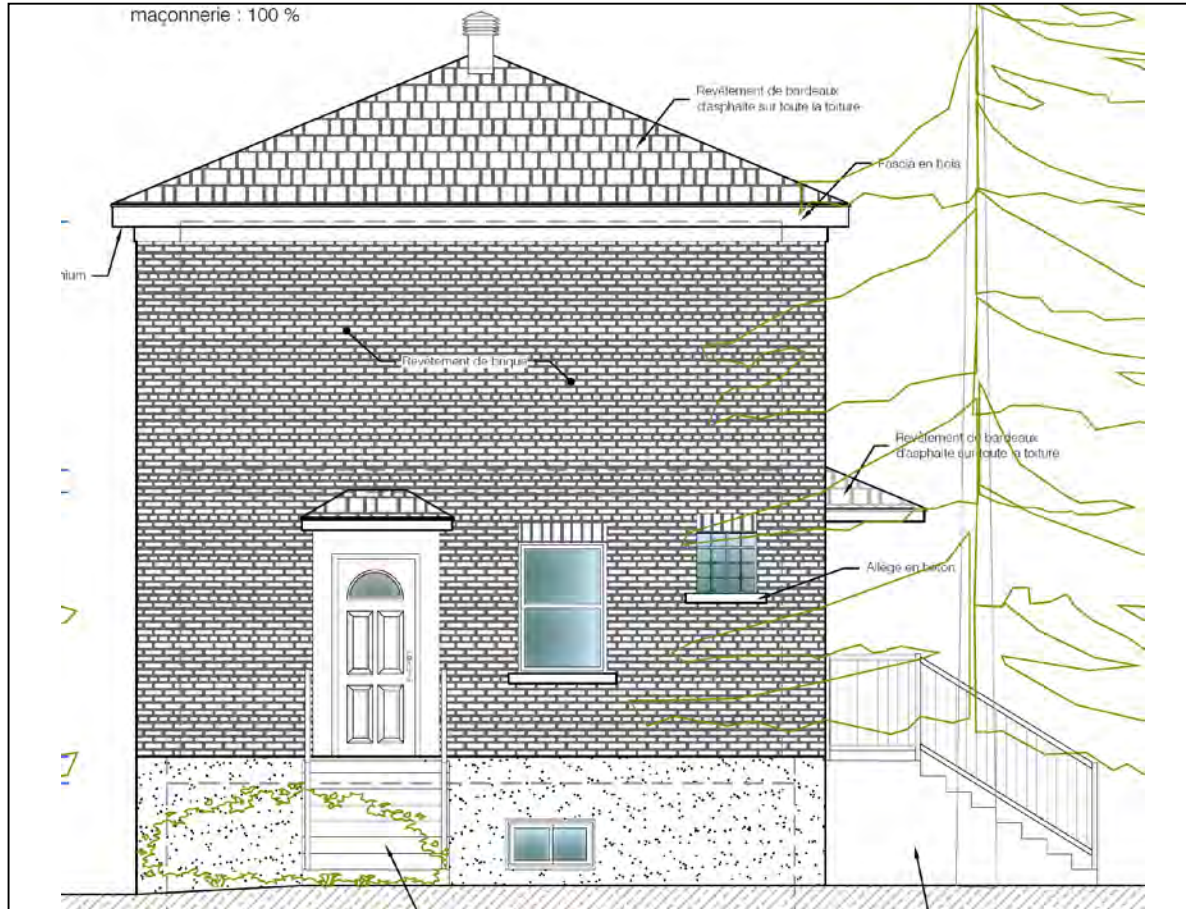 maçonnerie : 100 %
Revêtement de bardeaux
d'asphalte sur toute la toiture
Fascia en bois
nium
Revêtement de brique
Revêtement de bardeaux
d'asphalte sur toute la toiture
Allège en béton